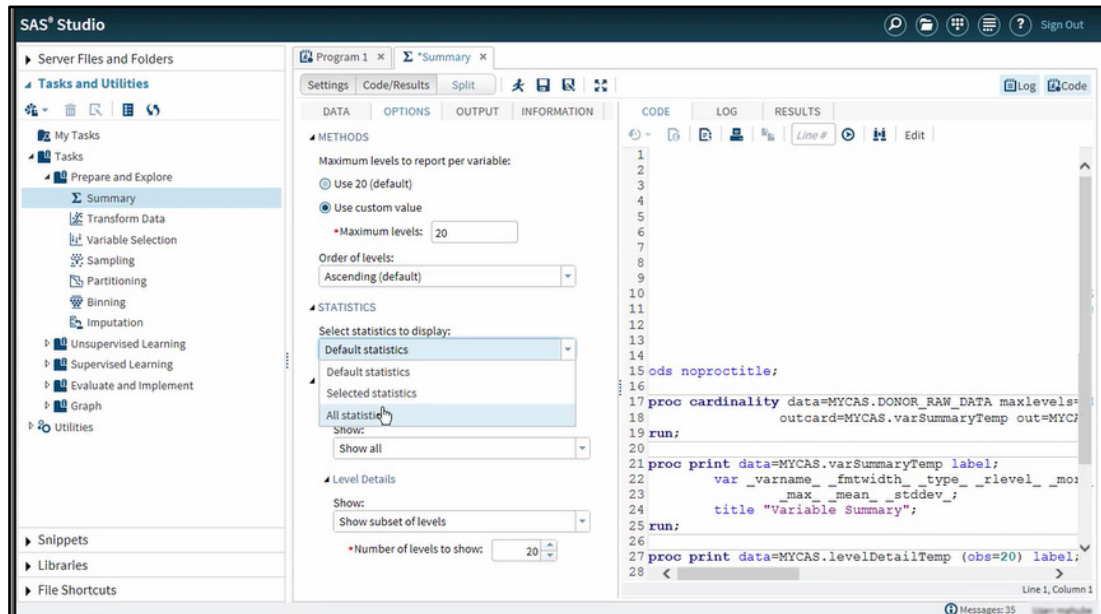 SAS® Studio
Sign Out
Server Files and Folders
Tasks and Utilities
My Tasks
Tasks
Prepare and Explore
Summary
Transform Data
Variable Selection
Sampling
Partitioning
Binning
Imputation
Unsupervised Learning
Supervised Learning
Evaluate and Implement
Graph
Utilities
Snippets
Libraries
File Shortcuts
Program 1 × Σ *Summary ×
Settings Code/Results Split
Log Code
DATA OPTIONS OUTPUT INFORMATION
METHODS
Maximum levels to report per variable:
Use 20 (default)
Use custom value
*Maximum levels: 20
Order of levels:
Ascending (default)
STATISTICS
Select statistics to display:
Default statistics
Default statistics
Selected statistics
All statistics
Show:
Show all
Level Details
Show:
Show subset of levels
*Number of levels to show: 20
CODE LOG RESULTS
Line # Edit
1
2
3
4
5
6
7
8
9
10
11
12
13
14
15 ods noproctitle;
16
17 proc cardinality data=MYCAS.DONOR_RAW_DATA maxlevels=
18 outcard=MYCAS.varSummaryTemp out=MYCA
19 run;
20
21 proc print data=MYCAS.varSummaryTemp label;
22 var _varname_ _fmtwidth_ _type_ _rlevel_ _mor
23 _max_ _mean_ _stddev_;
24 title "Variable Summary";
25 run;
26
27 proc print data=MYCAS.levelDetailTemp (obs=20) label;
28
Line 1, Column 1
Messages: 35